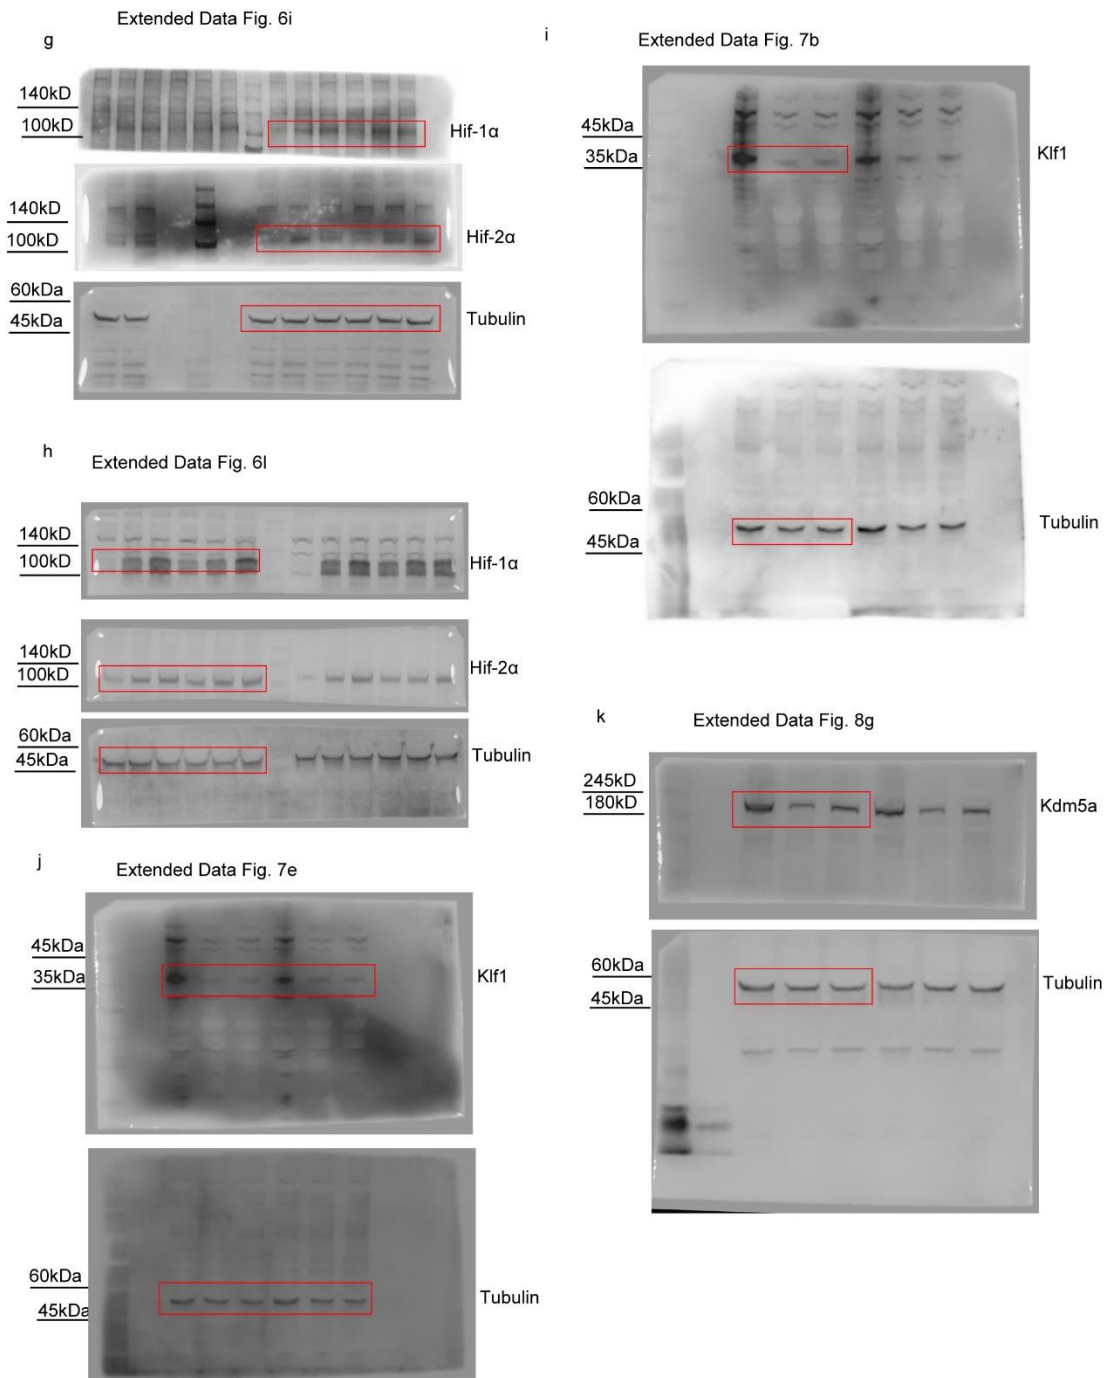 Extended Data Fig. 6i
g
140kD
100kD
Hif-1α
140kD
100kD
Hif-2α
60kDa
45kDa
Tubulin
h
Extended Data Fig. 6l
140kD
100kD
Hif-1α
140kD
100kD
Hif-2α
60kDa
45kDa
Tubulin
j
Extended Data Fig. 7e
45kDa
35kDa
Klf1
60kDa
45kDa
Tubulin
i
Extended Data Fig. 7b
45kDa
35kDa
Klf1
60kDa
45kDa
Tubulin
k
Extended Data Fig. 8g
245kD
180kD
Kdm5a
60kDa
45kDa
Tubulin